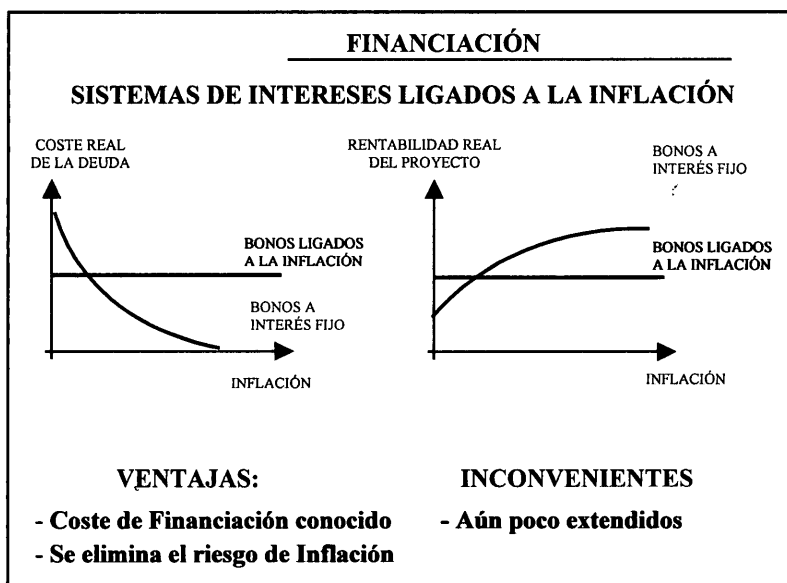 FINANCIACIÓN
SISTEMAS DE INTERESES LIGADOS A LA INFLACIÓN
COSTE REAL
DE LA DEUDA
BONOS LIGADOS
A LA INFLACIÓN
BONOS A
INTERÉS FIJO
INFLACIÓN
RENTABILIDAD REAL
DEL PROYECTO
BONOS A
INTERÉS FIJO
BONOS LIGADOS
A LA INFLACIÓN
INFLACIÓN
VENTAJAS:
- Coste de Financiación conocido
- Se elimina el riesgo de Inflación
INCONVENIENTES
- Aún poco extendidos